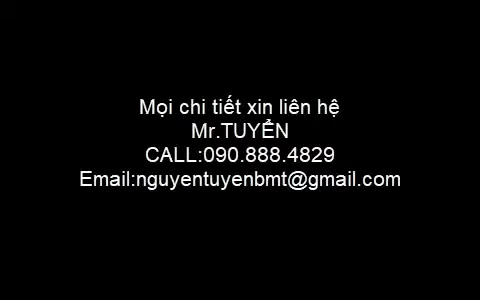 Mọi chi tiết xin liên hệ
Mr.TUYỂN
CALL:090.888.4829
Email:nguyentuyenbmt@gmail.com